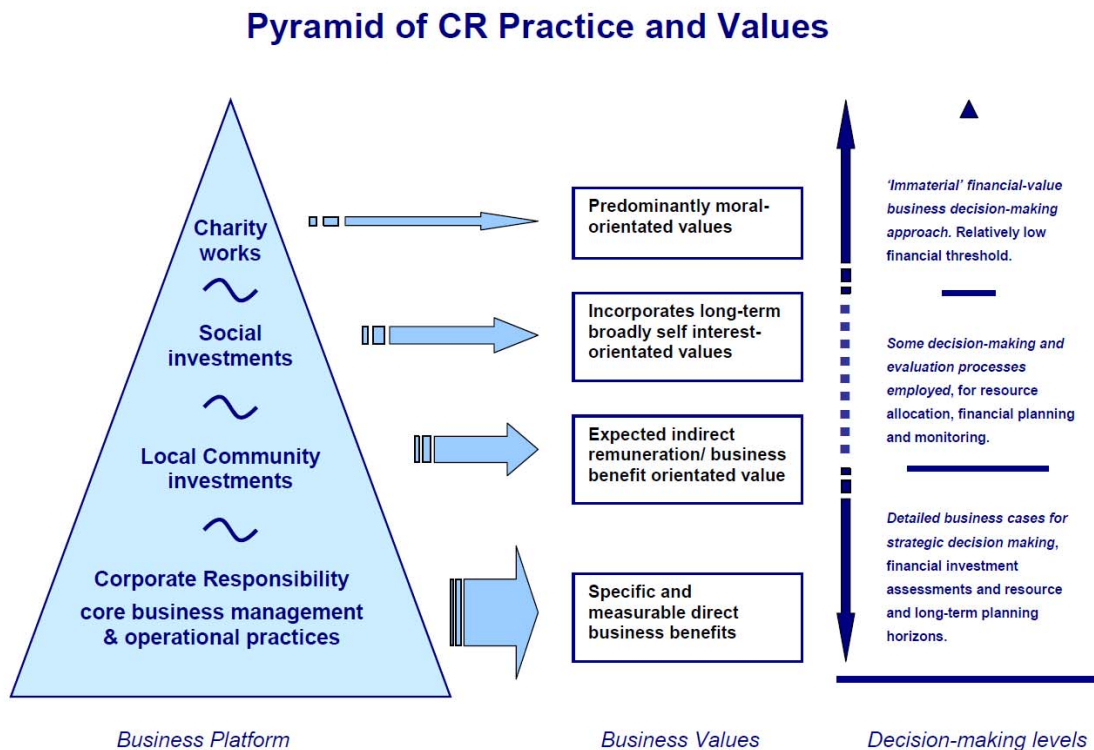 Pyramid of CR Practice and Values
Charity
works
Social
investments
Local Community
investments
Corporate Responsibility
core business management
& operational practices
Predominantly moral-
orientated values
Incorporates long-term
broadly self interest-
orientated values
Expected indirect
remuneration/ business
benefit orientated value
Specific and
measurable direct
business benefits
‘Immaterial’ financial-value
business decision-making
approach. Relatively low
financial threshold.
Some decision-making and
evaluation processes
employed, for resource
allocation, financial planning
and monitoring.
Detailed business cases for
strategic decision making,
financial investment
assessments and resource
and long-term planning
horizons.
Business Platform
Business Values
Decision-making levels